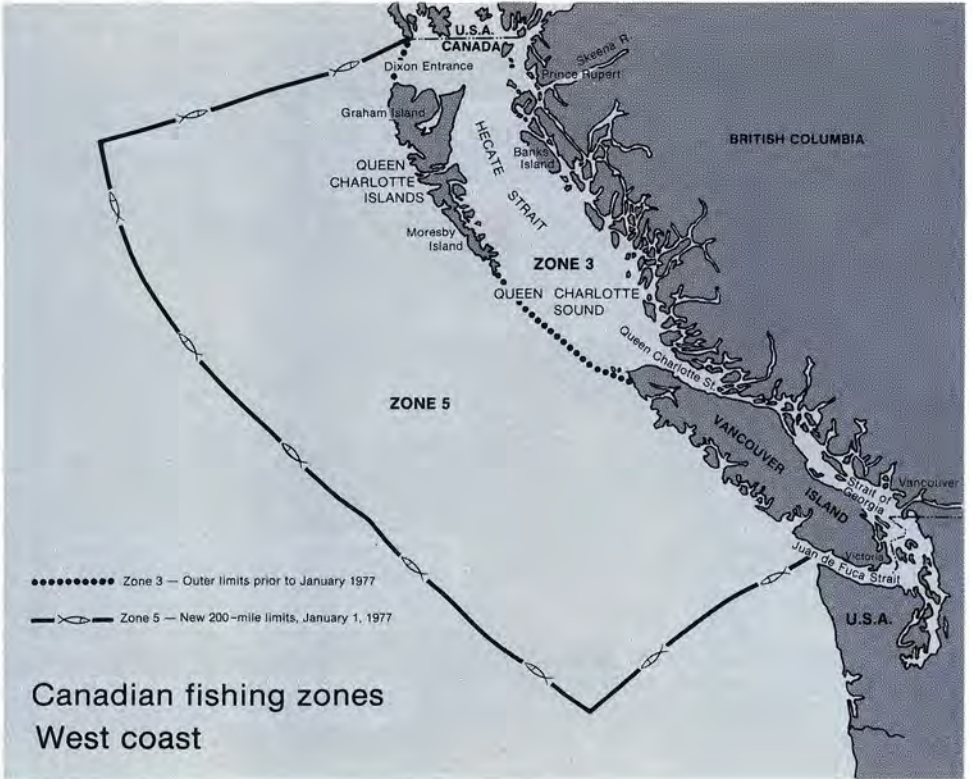 U.S.A.
CANADA
Dixon Entrance
Skeena R.
Prince Rupert
Graham Island
HECATE STRAIT
Banks
Island
BRITISH COLUMBIA
QUEEN
CHARLOTTE
ISLANDS
Moresby
Island
ZONE 3
QUEEN CHARLOTTE
SOUND
Queen Charlotte St.
ZONE 5
VANCOUVER ISLAND
Strait of
Georgia
Vancouver
Victoria
Juan de Fuca Strait
U.S.A.
Zone 3 — Outer limits prior to January 1977
Zone 5 — New 200-mile limits, January 1, 1977
Canadian fishing zones
West coast